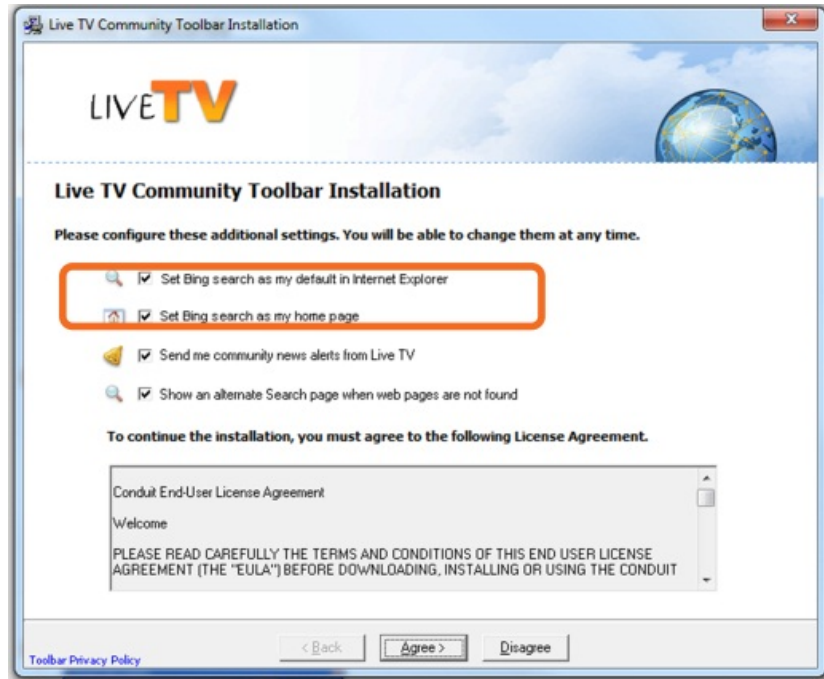 Live TV Community Toolbar Installation
LIVE TV
Live TV Community Toolbar Installation
Please configure these additional settings. You will be able to change them at any time.
Set Bing search as my default in Internet Explorer
Set Bing search as my home page
Send me community news alerts from Live TV
Show an alternate Search page when web pages are not found
To continue the installation, you must agree to the following License Agreement.
Conduit End-User License Agreement
Welcome
PLEASE READ CAREFULLY THE TERMS AND CONDITIONS OF THIS END USER LICENSE
AGREEMENT (THE "EULA") BEFORE DOWNLOADING, INSTALLING OR USING THE CONDUIT
< Back Agree > Disagree
Toolbar Privacy Policy